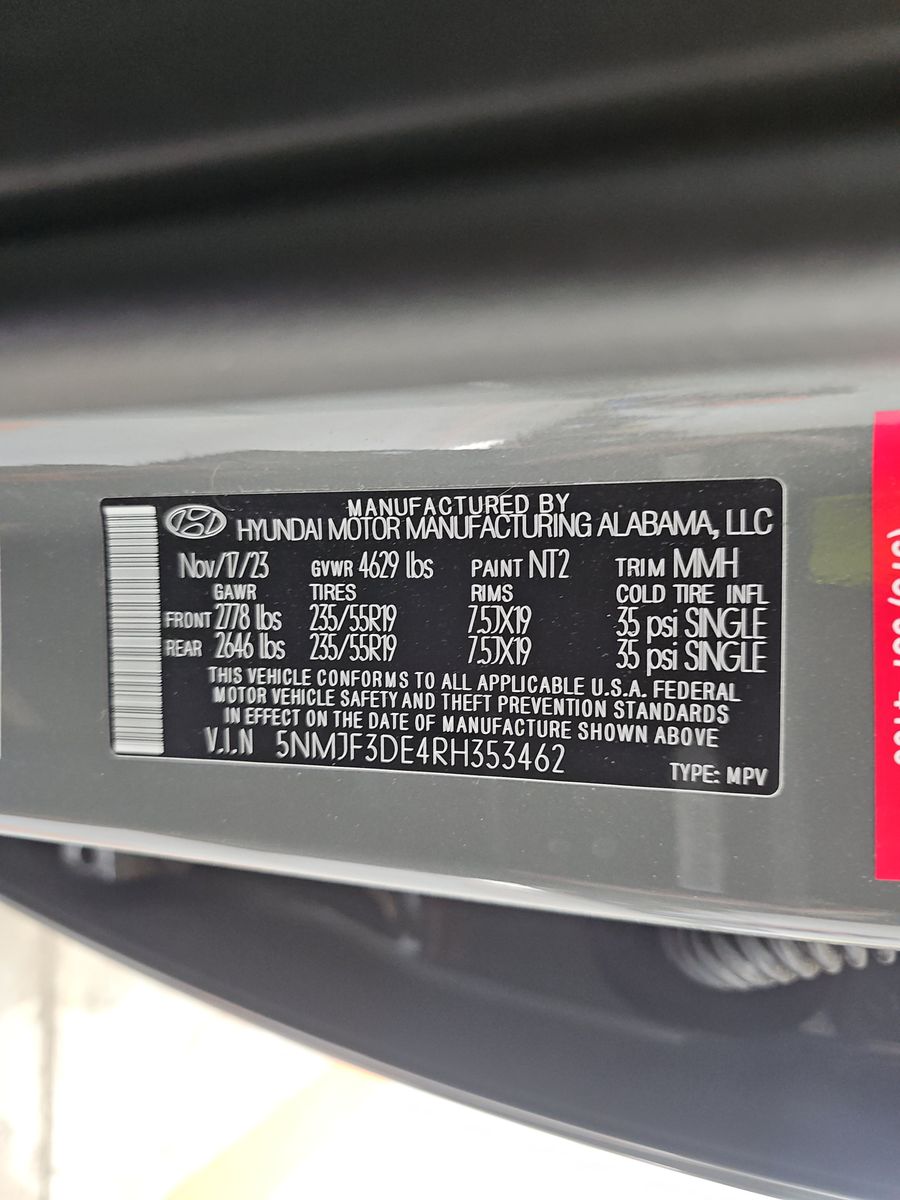 MANUFACTURED BY
HYUNDAI MOTOR MANUFACTURING ALABAMA, LLC
Nov/17/23 GVWR 4629 lbs PAINT NT2 TRIM MMH
GAWR TIRES RIMS COLD TIRE INFL
FRONT 2778 lbs 235/55R19 7.5JX19 35 psi SINGLE
REAR 2646 lbs 235/55R19 7.5JX19 35 psi SINGLE
THIS VEHICLE CONFORMS TO ALL APPLICABLE U.S.A. FEDERAL
MOTOR VEHICLE SAFETY AND THEFT PREVENTION STANDARDS
IN EFFECT ON THE DATE OF MANUFACTURE SHOWN ABOVE
V.I.N 5NMJF3DE4RH353462
TYPE: MPV